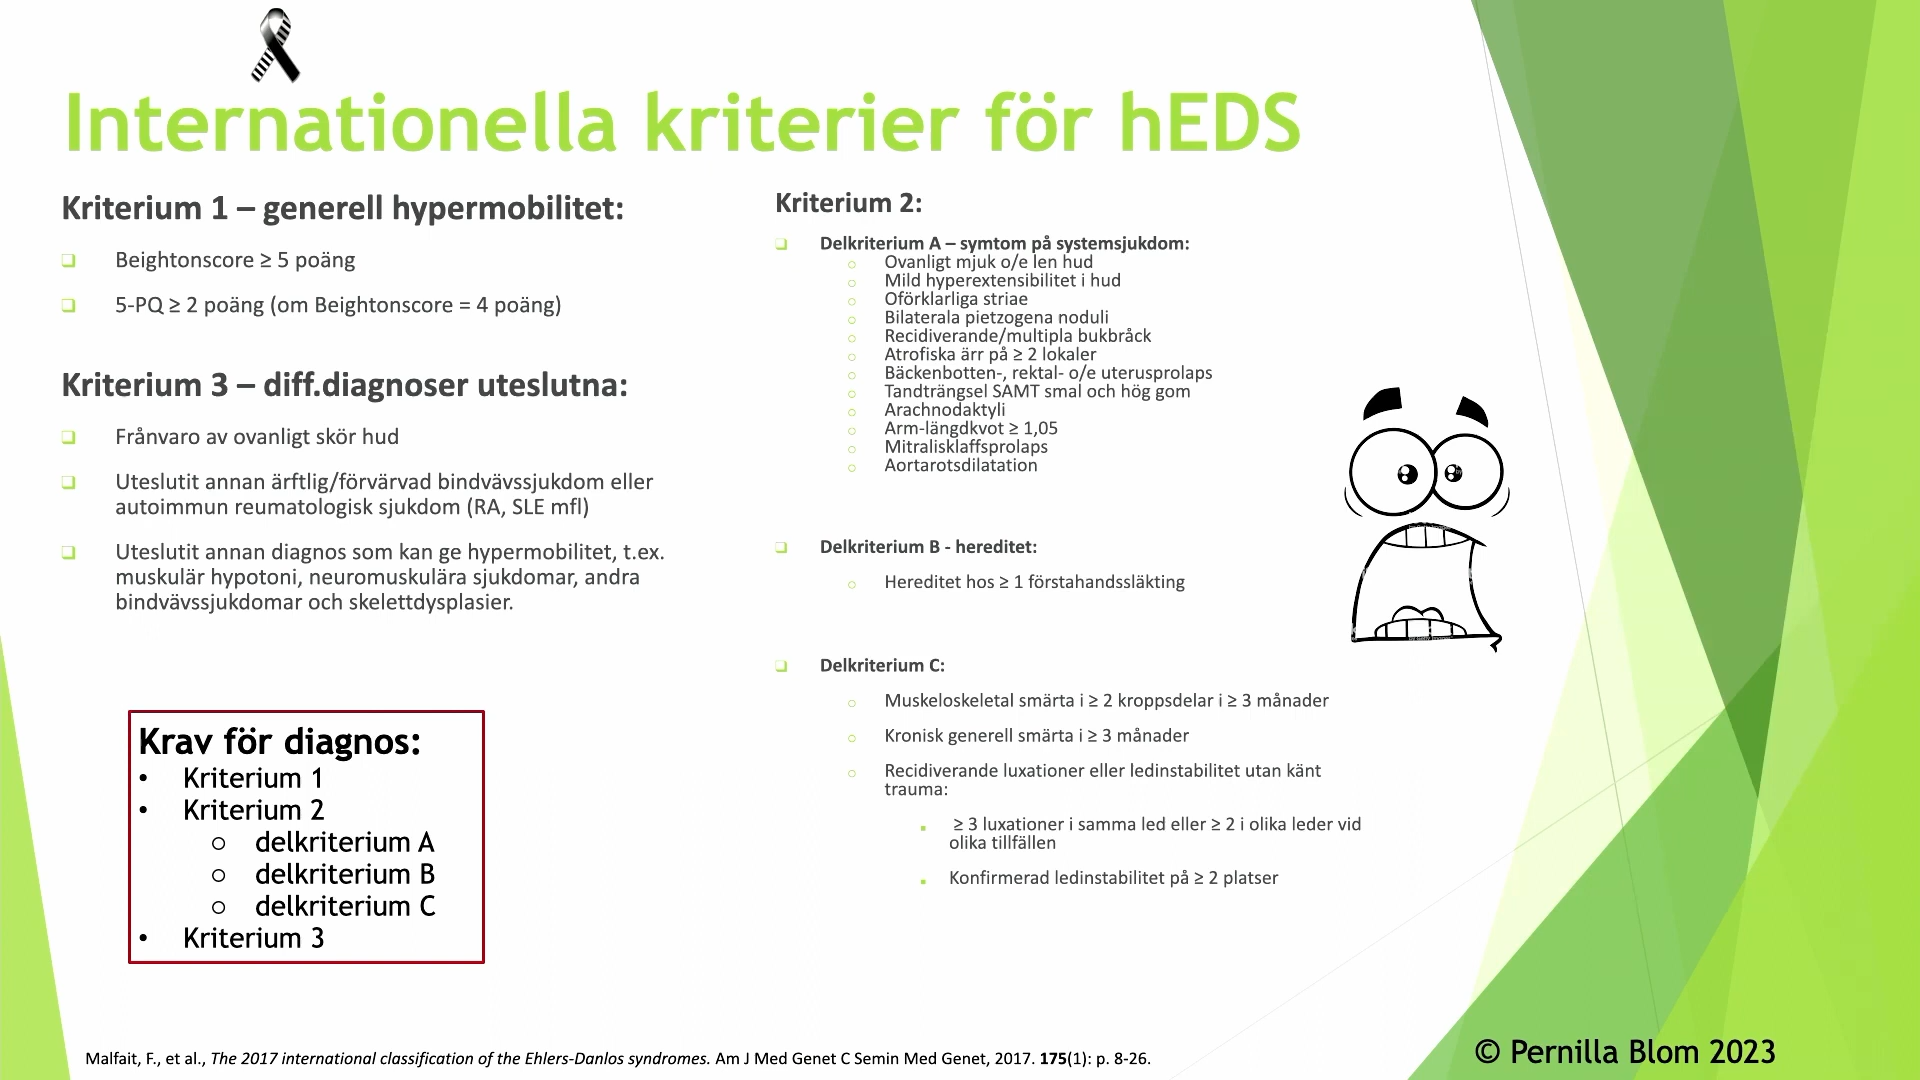 Internationella kriterier för hEDS
Kriterium 1 – generell hypermobilitet:
Beightonscore ≥ 5 poäng
5-PQ ≥ 2 poäng (om Beightonscore = 4 poäng)
Kriterium 3 – diff.diagnoser uteslutna:
Frånvaro av ovanligt skör hud
Uteslutit annan ärftlig/förvärvad bindvävssjukdom eller
autoimmun reumatologisk sjukdom (RA, SLE mfl)
Uteslutit annan diagnos som kan ge hypermobilitet, t.ex.
muskulär hypotoni, neuromuskulära sjukdomar, andra
bindvävssjukdomar och skelettdysplasier.
Krav för diagnos:
• Kriterium 1
• Kriterium 2
○ delkriterium A
○ delkriterium B
○ delkriterium C
• Kriterium 3
Kriterium 2:
Delkriterium A – symtom på systemsjukdom:
Ovanligt mjuk o/e len hud
Mild hyperextensibilitet i hud
Oförklarliga striae
Bilaterala pietzogena noduli
Recidiverande/multipla bukbråck
Atrofiska ärr på ≥ 2 lokaler
Bäckenbotten-, rektal- o/e uterusprolaps
Tandträngsel SAMT smal och hög gom
Arachnodaktyli
Arm-längdkvot ≥ 1,05
Mitralisklaffsprolaps
Aortarotsdilatation
Delkriterium B - hereditet:
Hereditet hos ≥ 1 förstahandssläkting
Delkriterium C:
Muskeloskeletal smärta i ≥ 2 kroppsdelar i ≥ 3 månader
Kronisk generell smärta i ≥ 3 månader
Recidiverande luxationer eller ledinstabilitet utan känt
trauma:
≥ 3 luxationer i samma led eller ≥ 2 i olika leder vid
olika tillfällen
Konfirmerad ledinstabilitet på ≥ 2 platser
Malfait, F., et al., The 2017 international classification of the Ehlers-Danlos syndromes. Am J Med Genet C Semin Med Genet, 2017. 175(1): p. 8-26.
© Pernilla Blom 2023